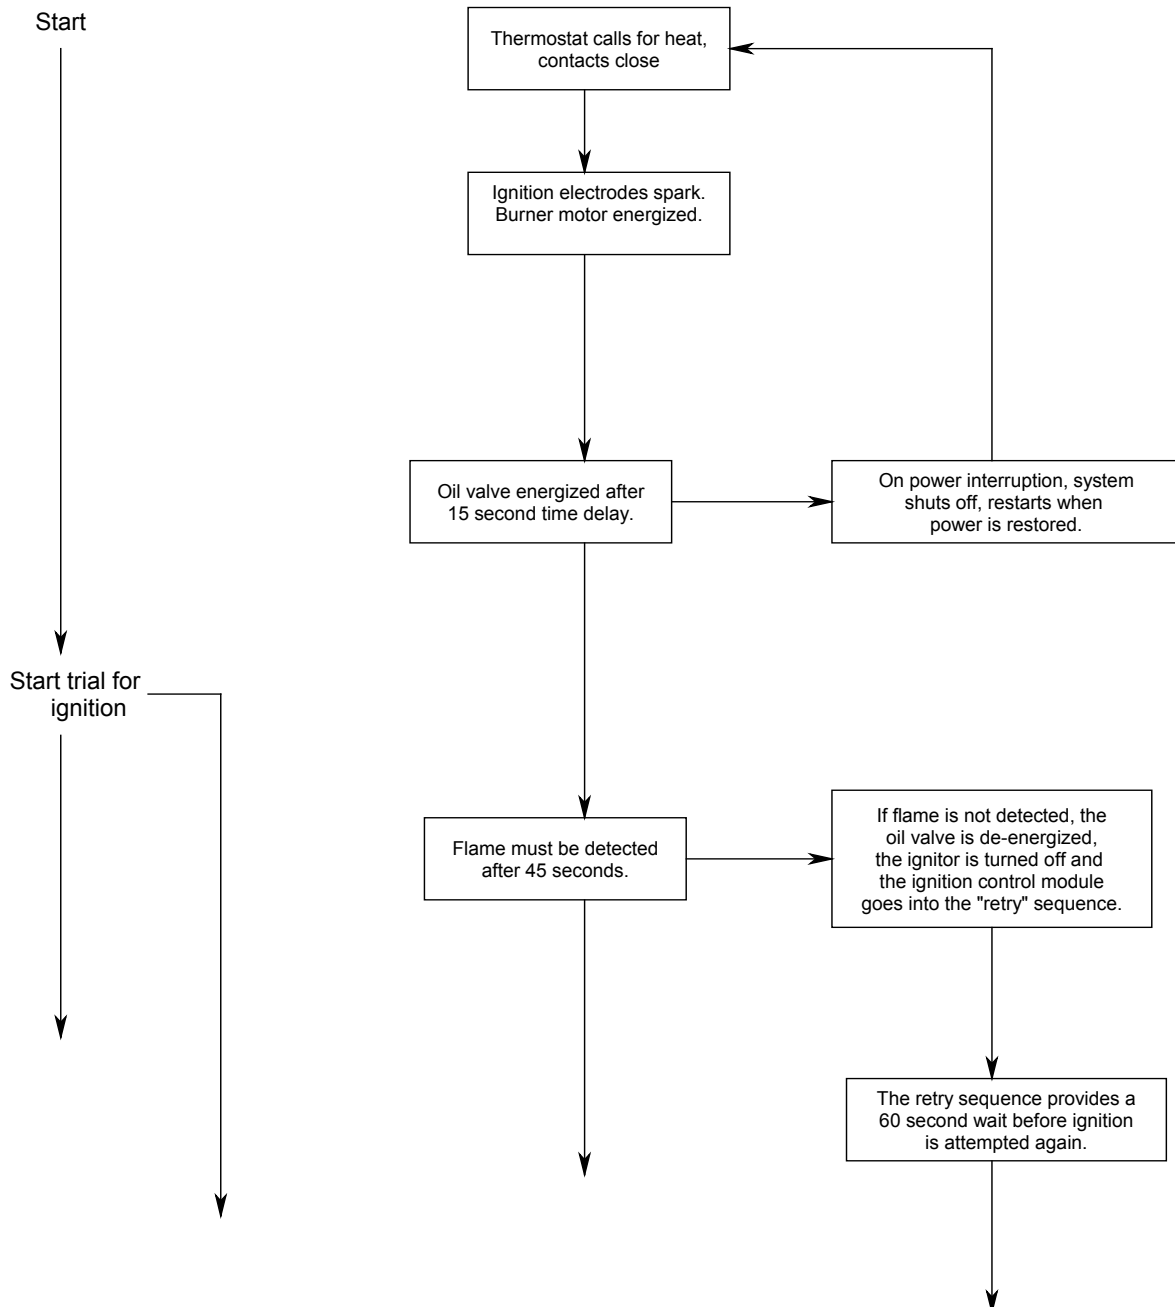 Start
Thermostat calls for heat,
contacts close
Ignition electrodes spark.
Burner motor energized.
Oil valve energized after
15 second time delay.
On power interruption, system
shuts off, restarts when
power is restored.
Start trial for
ignition
Flame must be detected
after 45 seconds.
If flame is not detected, the
oil valve is de-energized,
the ignitor is turned off and
the ignition control module
goes into the "retry" sequence.
The retry sequence provides a
60 second wait before ignition
is attempted again.